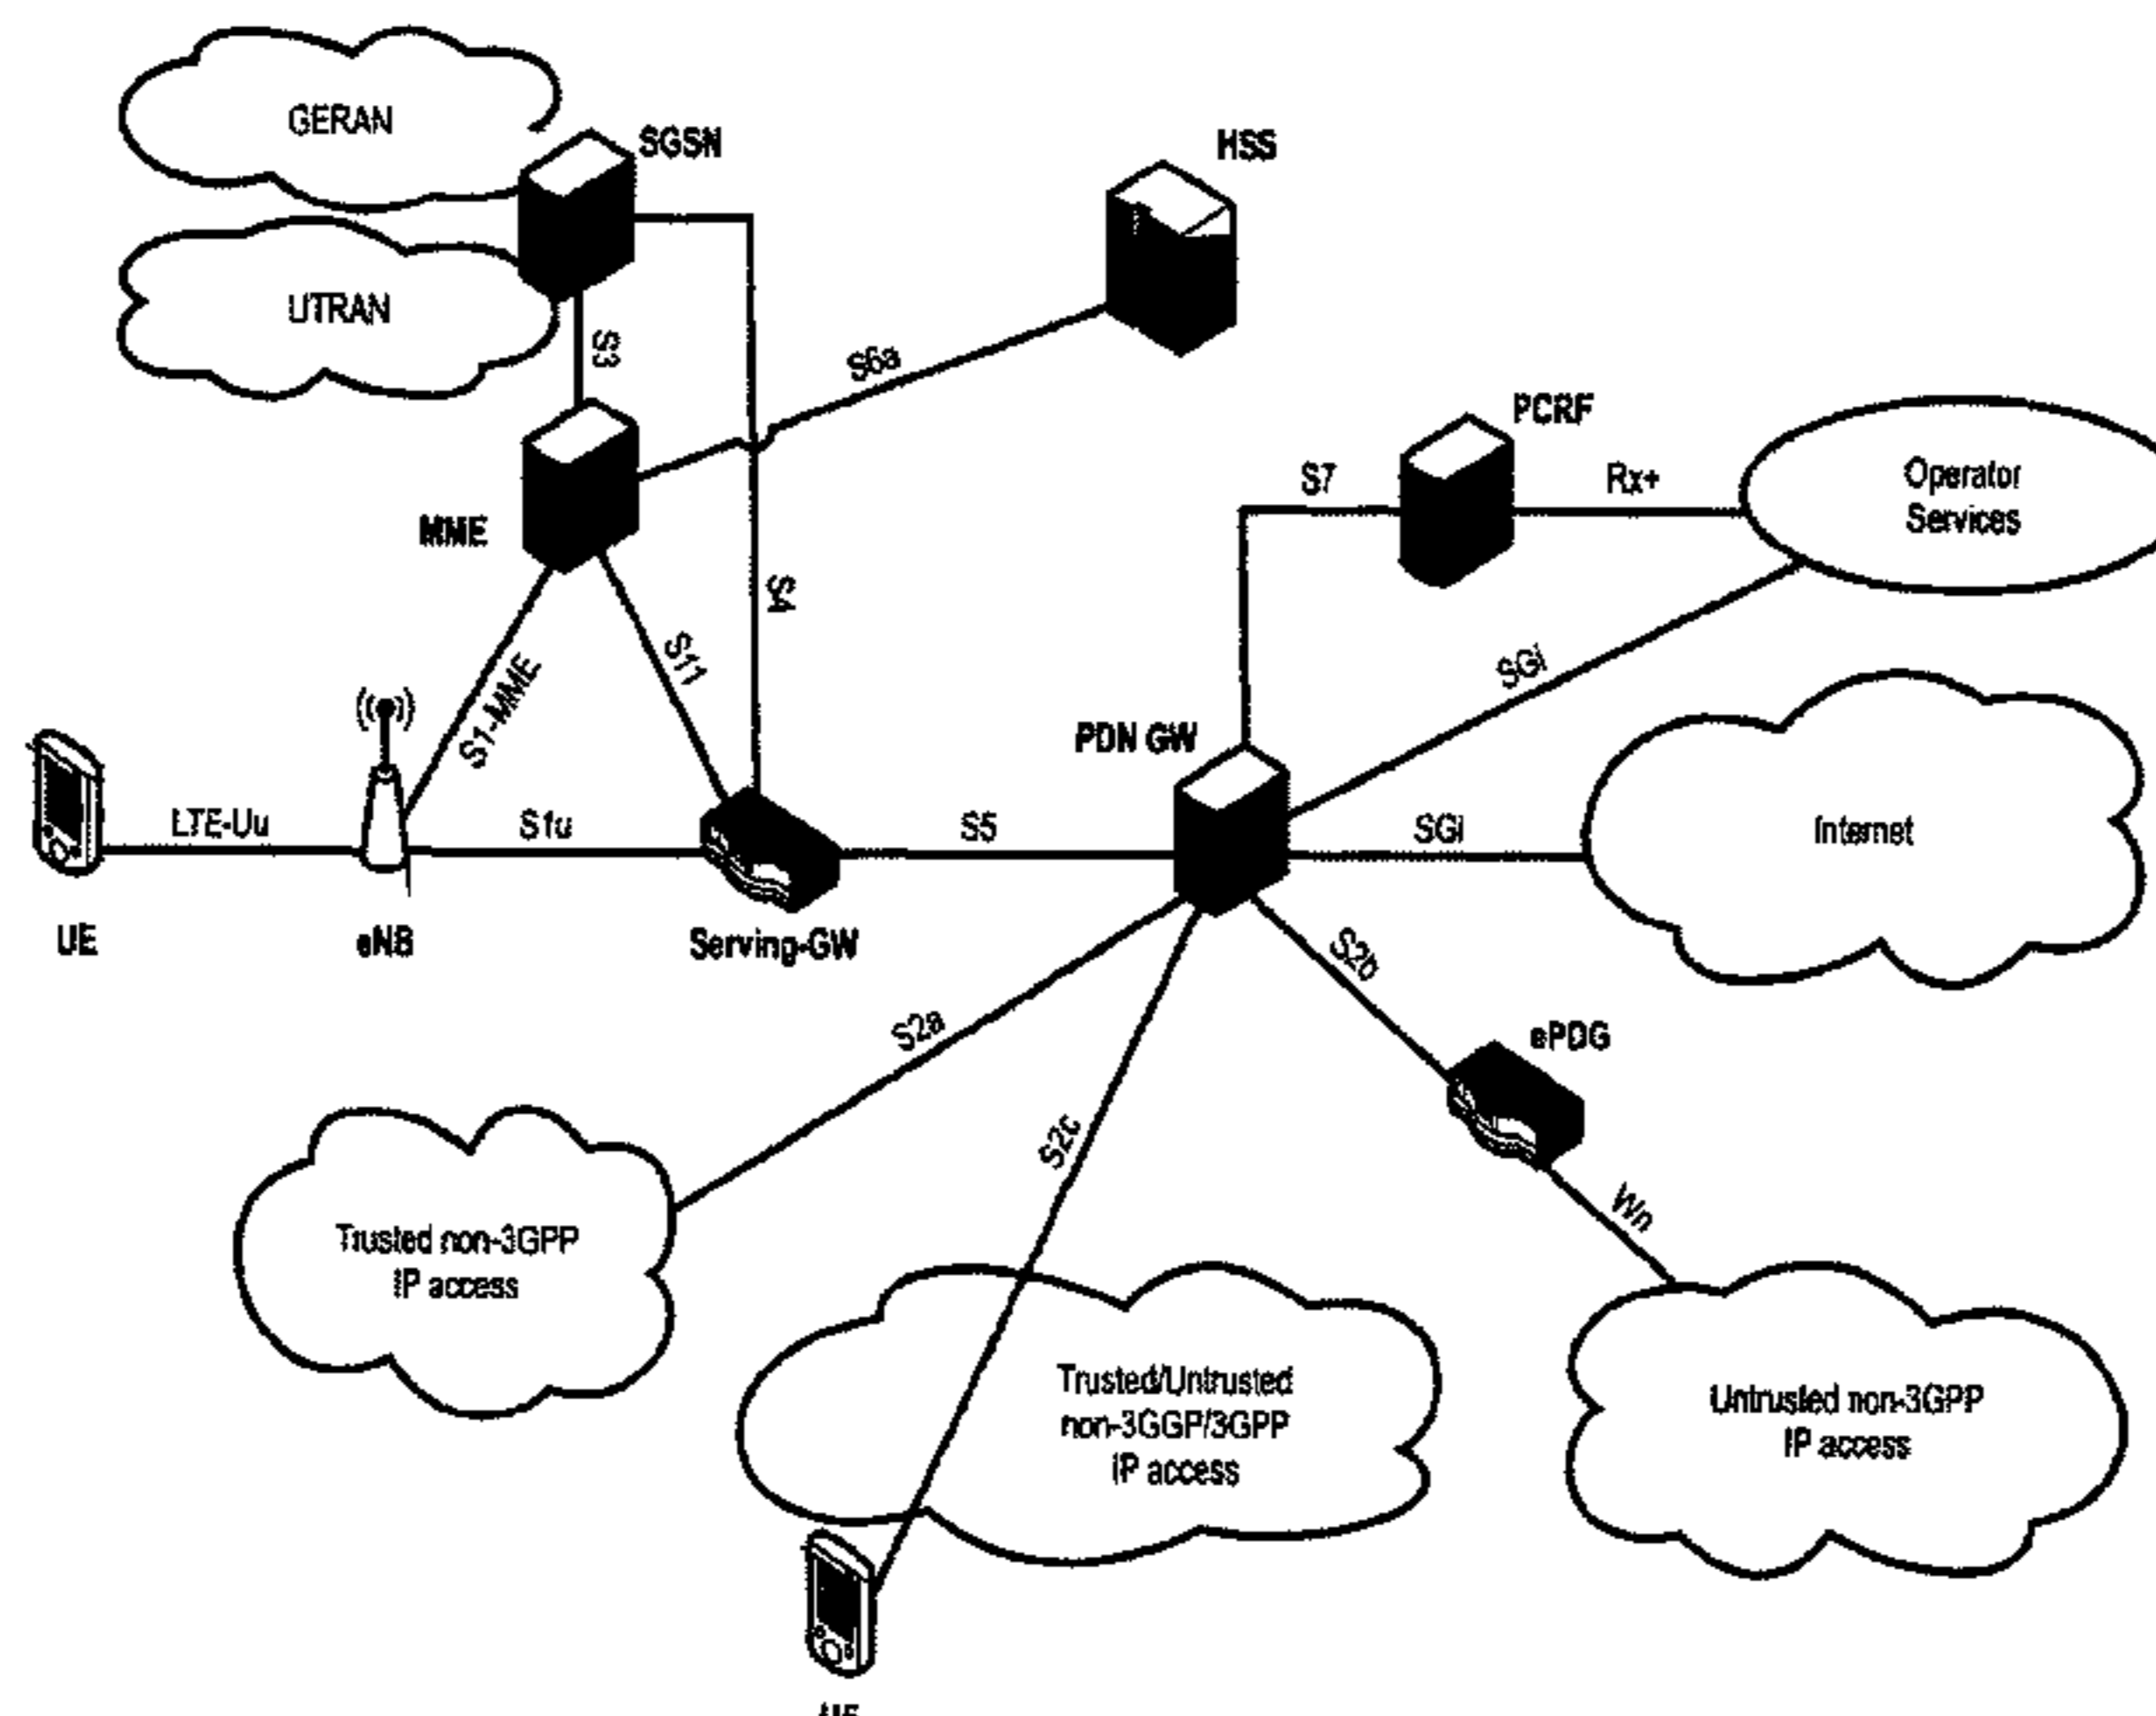 GERAN
SGSN
HSS
UTRAN
S3
S6a
PCRF
MME
S7
Rx+
Operator
Services
S4
S11
S1-MME
SGi
PDN GW
LTE-Uu
S1u
S5
SGi
Internet
UE
eNB
Serving-GW
S2b
S2a
ePDG
S2c
Wn
Trusted non-3GPP
IP access
Trusted/Untrusted
non-3GGP/3GPP
IP access
Untrusted non-3GPP
IP access